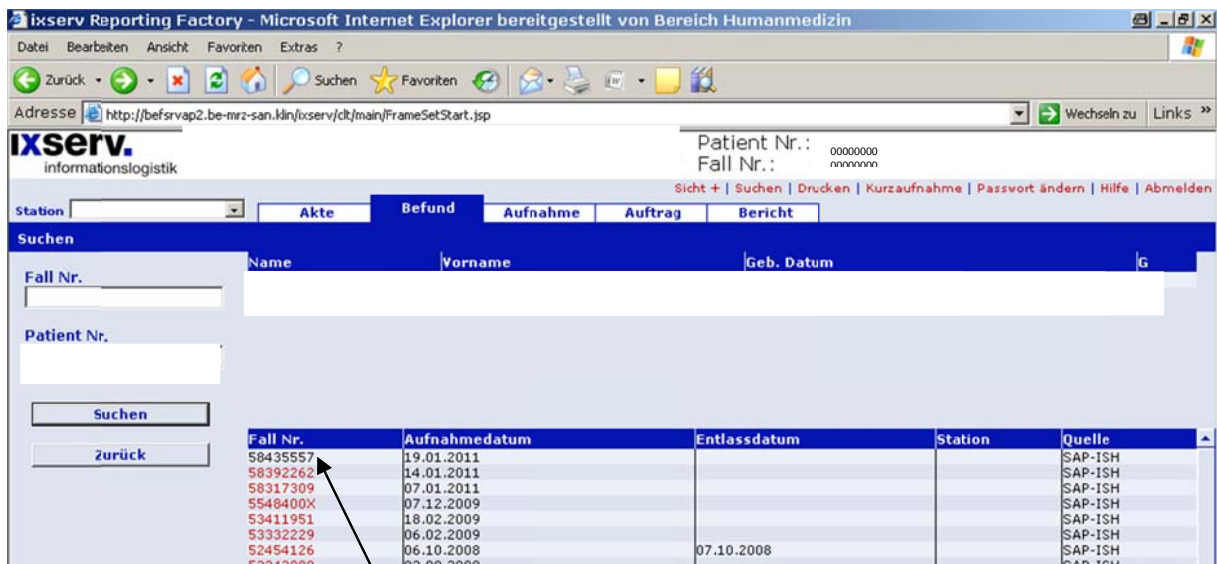 ixserv Reporting Factory - Microsoft Internet Explorer bereitgestellt von Bereich Humanmedizin
Datei Bearbeiten Ansicht Favoriten Extras ?
Zurück Suchen Favoriten
Adresse http://befsrvap2.be-mrz-san.klin/ixserv/clt/main/FrameSetStart.jsp Wechseln zu Links »
ixserv.
informationslogistik
Patient Nr.: 00000000
Fall Nr.: 00000000
Sicht + | Suchen | Drucken | Kurzaufnahme | Passwort ändern | Hilfe | Abmelden
Station Akte Befund Aufnahme Auftrag Bericht
Suchen
Name Vorname Geb. Datum G
Fall Nr.
Patient Nr.
Suchen
Zurück
Fall Nr. Aufnahmedatum Entlassdatum Station Quelle
58435557 19.01.2011 SAP-ISH
58392262 14.01.2011 SAP-ISH
58317309 07.01.2011 SAP-ISH
5548400X 07.12.2009 SAP-ISH
53411951 18.02.2009 SAP-ISH
53332229 06.02.2009 SAP-ISH
52454126 06.10.2008 07.10.2008 SAP-ISH